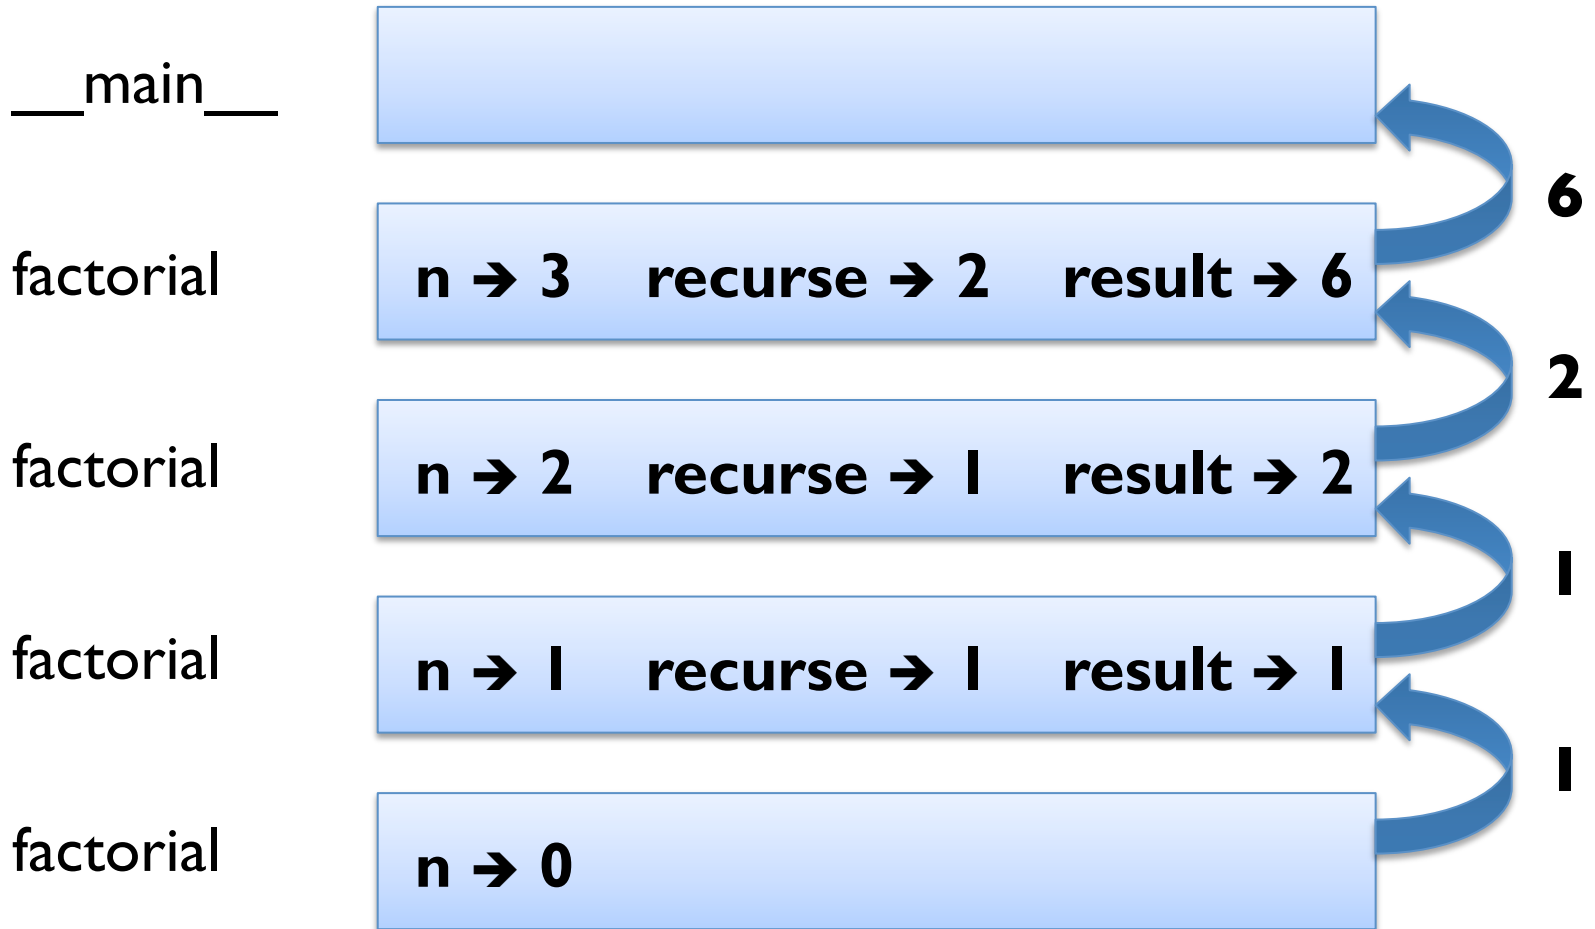 __main__
6
factorial n → 3 recurse → 2 result → 6
2
factorial n → 2 recurse → 1 result → 2
1
factorial n → 1 recurse → 1 result → 1
1
factorial n → 0